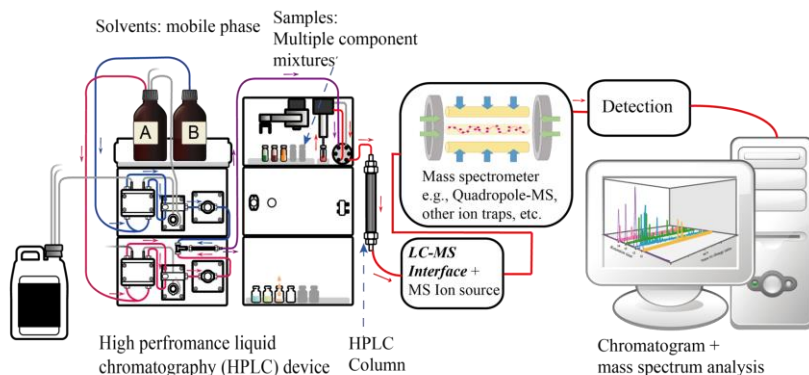 Solvents: mobile phase
Samples:
Multiple component
mixtures
A
B
Mass spectrometer
e.g., Quadropole-MS,
other ion traps, etc.
Detection
LC-MS
Interface +
MS Ion source
High perfromance liquid
chromatography (HPLC) device
HPLC
Column
Chromatogram +
mass spectrum analysis